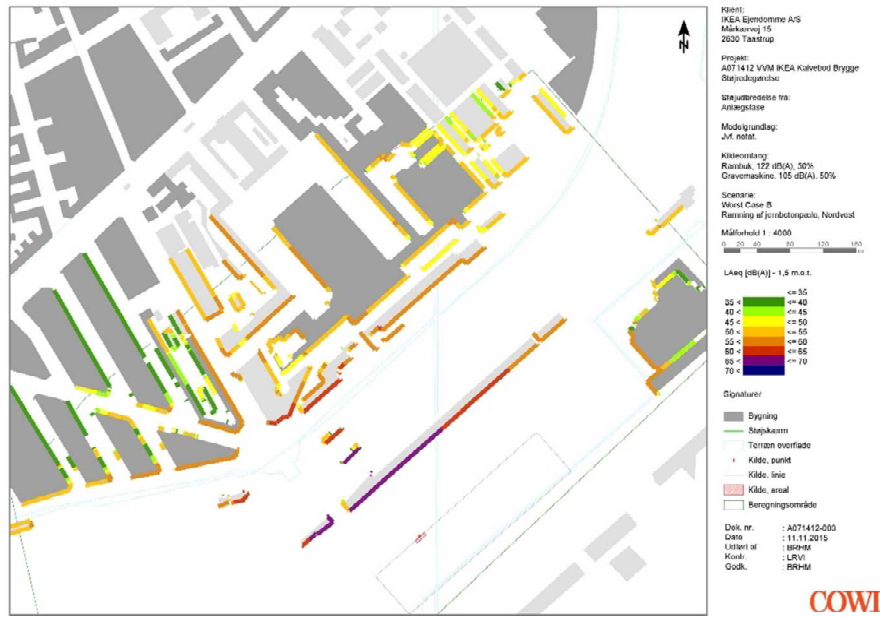 N
Klient:
IKEA Ejendomme A/S
Mårkærvej 15
2630 Taastrup
Projekt:
A071412 VVM IKEA Kalvebod Brygge
Støjredegørelse
Støjudbredelse fra:
Anlægsfase
Modelgrundlag:
Jvf. notat.
Kildeomfang:
Rambuk, 122 dB(A), 50%
Gravemaskine, 105 dB(A), 50%
Scenarie:
Worst Case B
Ramning af jernbetonpæle, Nordvest
Målforhold 1 : 4000
0 20 40 80 120 160
LAeq [dB(A)] - 1,5 m.o.t.
<= 35
35 < <= 40
40 < <= 45
45 < <= 50
50 < <= 55
55 < <= 60
60 < <= 65
65 < <= 70
70 <
Signaturer
Bygning
Støjskærm
Terræn overflade
Kilde, punkt
Kilde, linie
Kilde, areal
Beregningsområde
Dok. nr. : A071412-003
Dato : 11.11.2015
Udført af : BRHM
Kontr. : LRVI
Godk. : BRHM
COWI